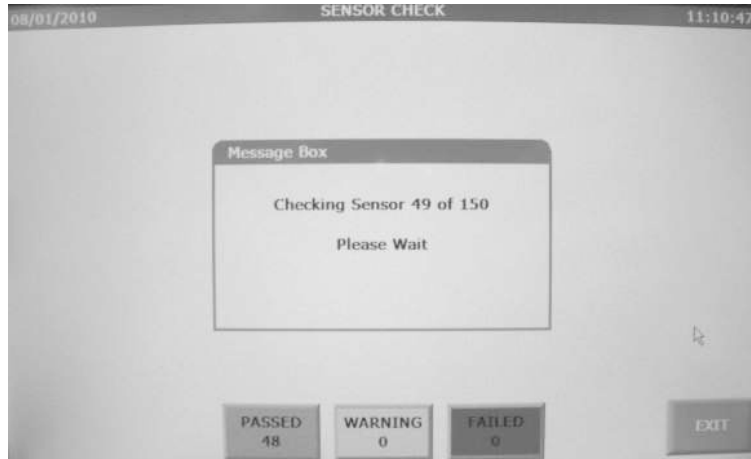 08/01/2010
SENSOR CHECK
11:10:47
Message Box
Checking Sensor 49 of 150
Please Wait
PASSED
48
WARNING
0
FAILED
0
EXIT